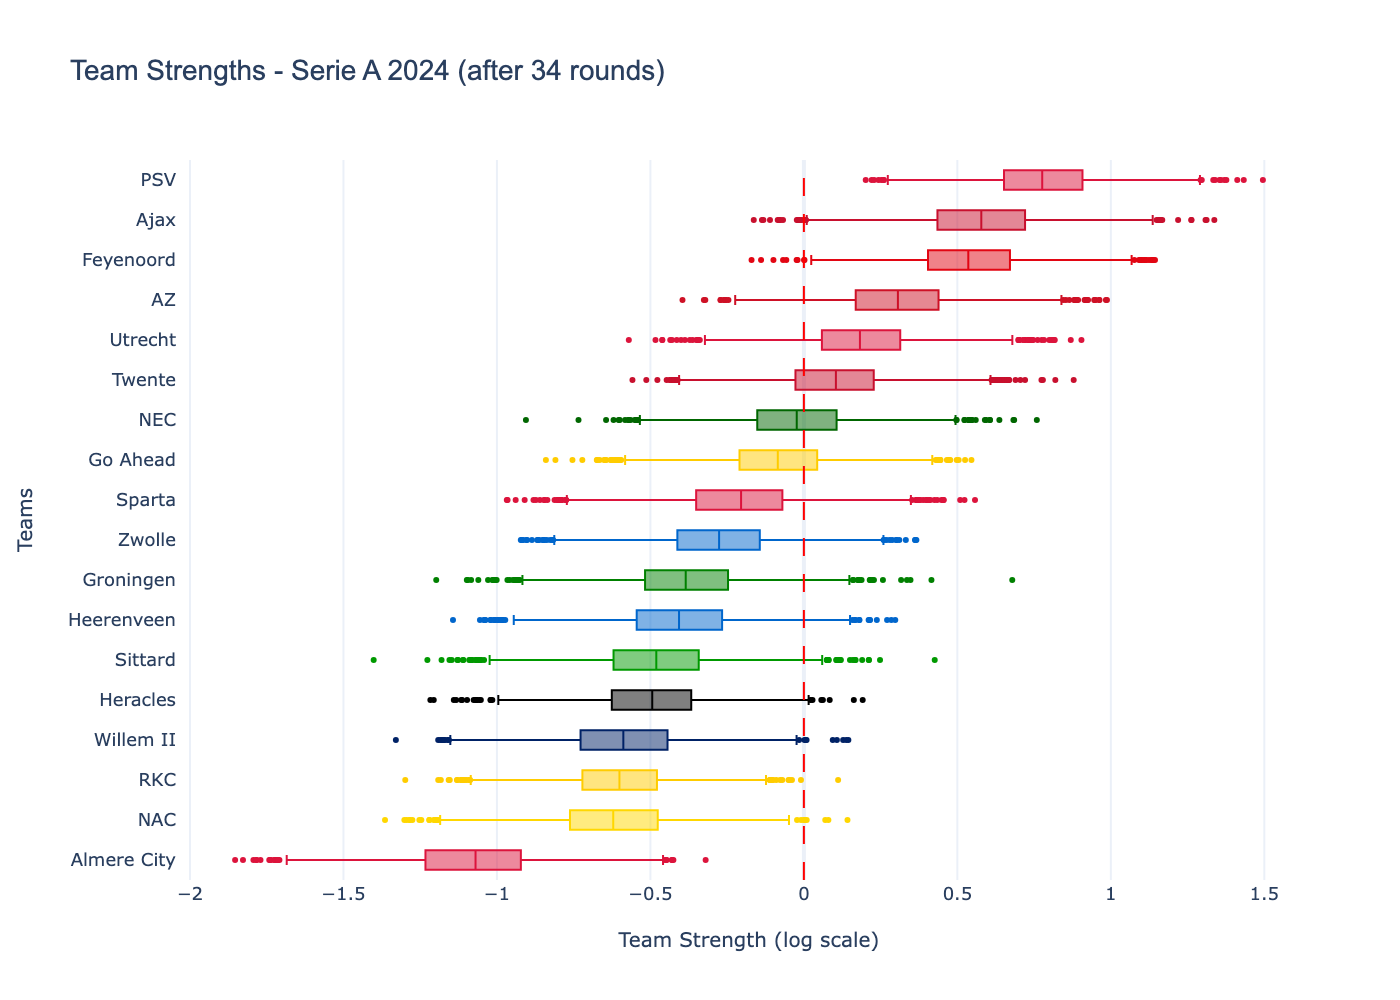 Team Strengths - Serie A 2024 (after 34 rounds)
PSV
Ajax
Feyenoord
AZ
Utrecht
Twente
NEC
Go Ahead
Sparta
Zwolle
Groningen
Heerenveen
Sittard
Heracles
Willem II
RKC
NAC
Almere City
Teams
−2 −1.5 −1 −0.5 0 0.5 1 1.5
Team Strength (log scale)